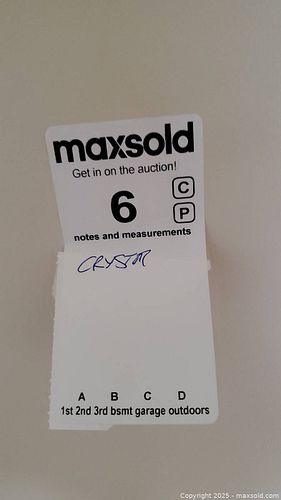 maxsold
Get in on the auction!
6
C
P
notes and measurements
CRYSTAL
A B C D
1st 2nd 3rd bsmt garage outdoors
Copyright © 2025 - maxsold.com